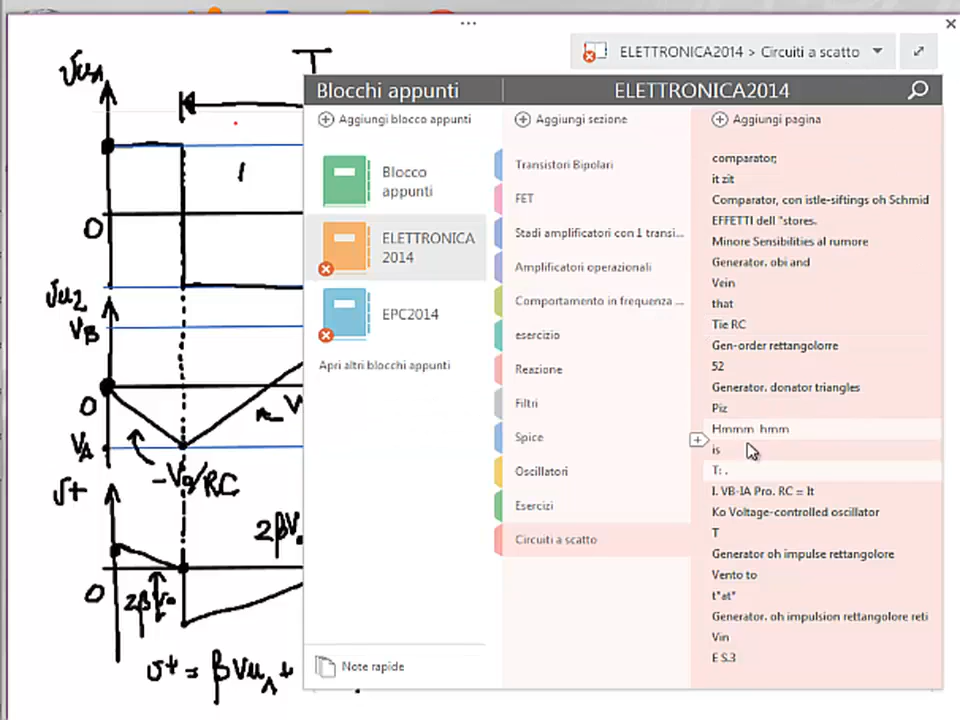 ELETTRONICA2014 > Circuiti a scatto
Blocchi appunti
ELETTRONICA2014
Aggiungi blocco appunti
Aggiungi sezione
Aggiungi pagina
Blocco appunti
ELETTRONICA 2014
EPC2014
Apri altri blocchi appunti
Note rapide
Transistori Bipolari
FET
Stadi amplificatori con 1 transi...
Amplificatori operazionali
Comportamento in frequenza ...
esercizio
Reazione
Filtri
Spice
Oscillatori
Esercizi
Circuiti a scatto
comparator;
it zit
Comparator, con istle-siftings oh Schmid
EFFETTI dell "stores.
Minore Sensibilities al rumore
Generator. obi and
Vein
that
Tie RC
Gen-order rettangolorre
52
Generator. donator triangles
Piz
Hmmm hmm
is
T: .
I. VB-IA Pro. RC = It
Ko Voltage-controlled oscillator
T
Generator oh impulse rettangolore
Vento to
t"at"
Generator. oh impulsion rettangolore reti
Vin
E S.3
T
Vu1
0
Vu2
VB
0
VA
-Vo/RC
V+
2βV
0
V+ = βVu1 +